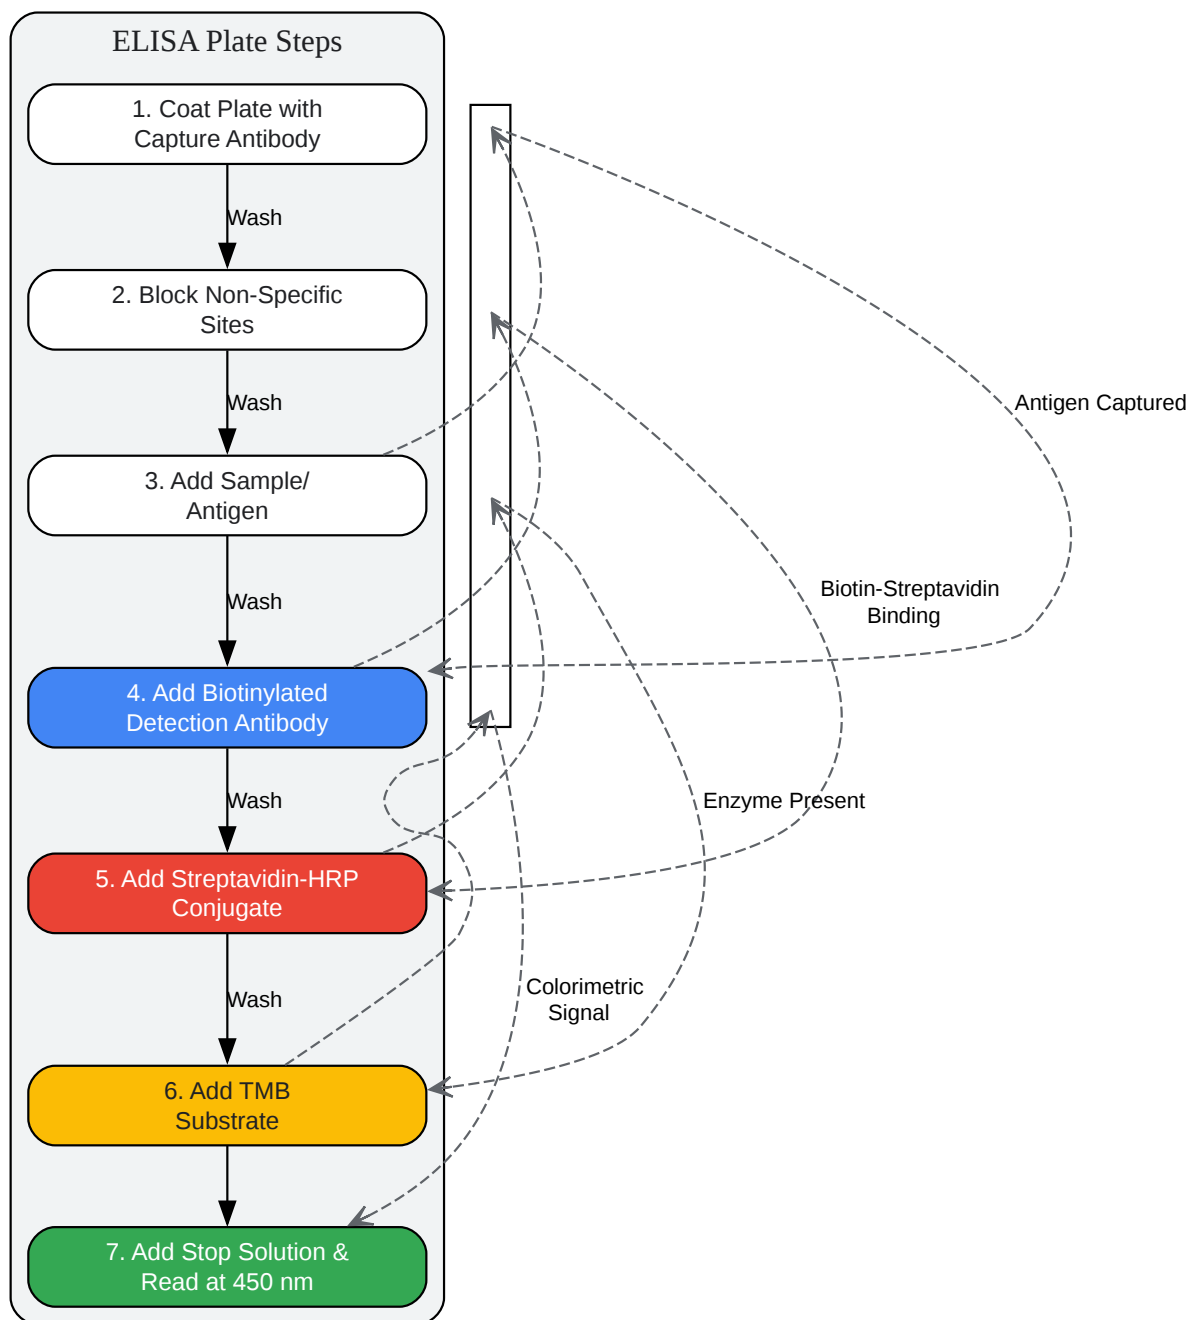 ELISA Plate Steps
1. Coat Plate with
Capture Antibody
Wash
2. Block Non-Specific
Sites
Wash
Antigen Captured
3. Add Sample/
Antigen
Wash
Biotin-Streptavidin
Binding
4. Add Biotinylated
Detection Antibody
Wash
Enzyme Present
5. Add Streptavidin-HRP
Conjugate
Wash
Colorimetric
Signal
6. Add TMB
Substrate
7. Add Stop Solution &
Read at 450 nm